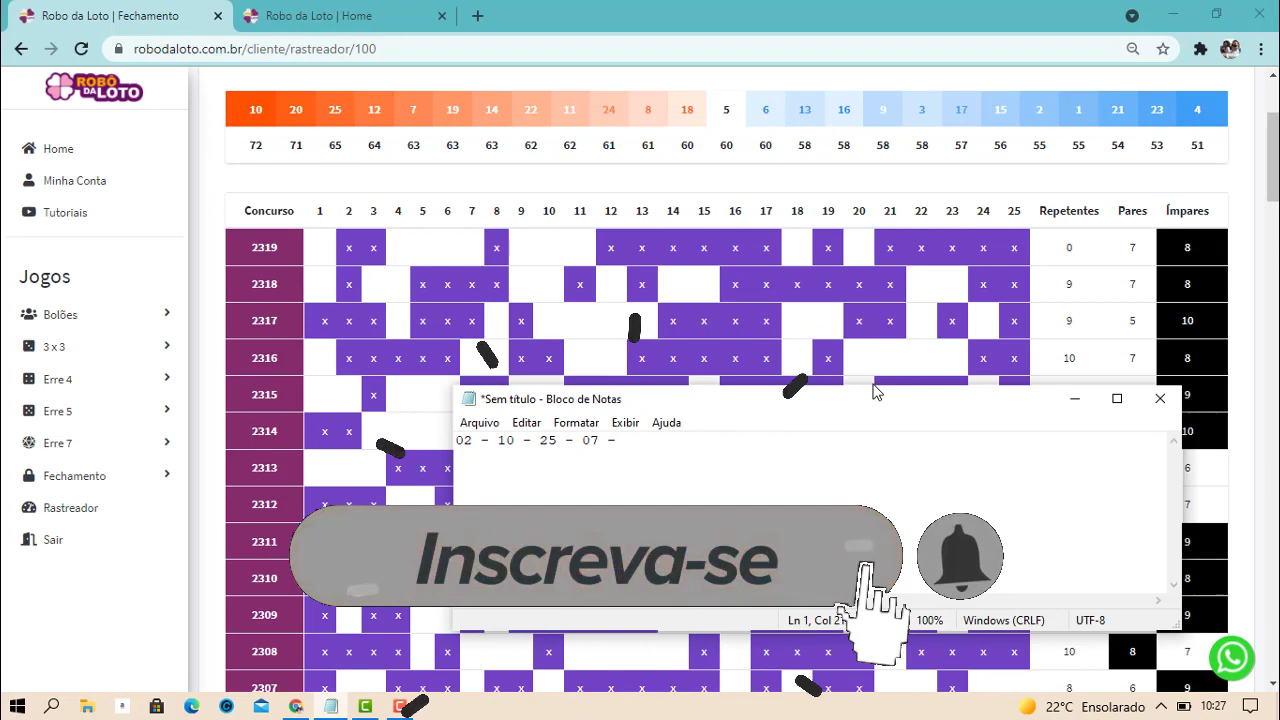 Robo da Loto | Fechamento
Robo da Loto | Home
robodaloto.com.br/cliente/rastreador/100
ROBÔ
DA LOTO
10 20 25 12 7 19 14 22 11 24 8 18 5 6 13 16 9 3 17 15 2 1 21 23 4
72 71 65 64 63 63 63 62 62 61 61 60 60 60 58 58 58 58 57 56 55 55 54 53 51
Home
Minha Conta
Tutoriais
Jogos
Bolões
3 x 3
Erre 4
Erre 5
Erre 7
Fechamento
Rastreador
Sair
Concurso 1 2 3 4 5 6 7 8 9 10 11 12 13 14 15 16 17 18 19 20 21 22 23 24 25 Repetentes Pares Ímpares
2319 x x x x x x x x x x x x x x 0 7 8
2318 x x x x x x x x x x x x x x x 9 7 8
2317 x x x x x x x x x x x x x x x 9 5 10
2316 x x x x x x x x x x x x x x x 10 7 8
2315 x 9
2314 x x 10
2313 x x x 6
2312 x x x x 7
2311 9
2310 8
2309 x x x 9
2308 x x x x x x x x x x x x x x x 10 8 7
2307 x x x x x x x x x x x x x x x 8 6 9
*Sem título - Bloco de Notas
Arquivo Editar Formatar Exibir Ajuda
02 - 10 - 25 - 07 -
Inscreva-se
Ln 1, Col 2
100%
Windows (CRLF)
UTF-8
22°C Ensolarado
10:27